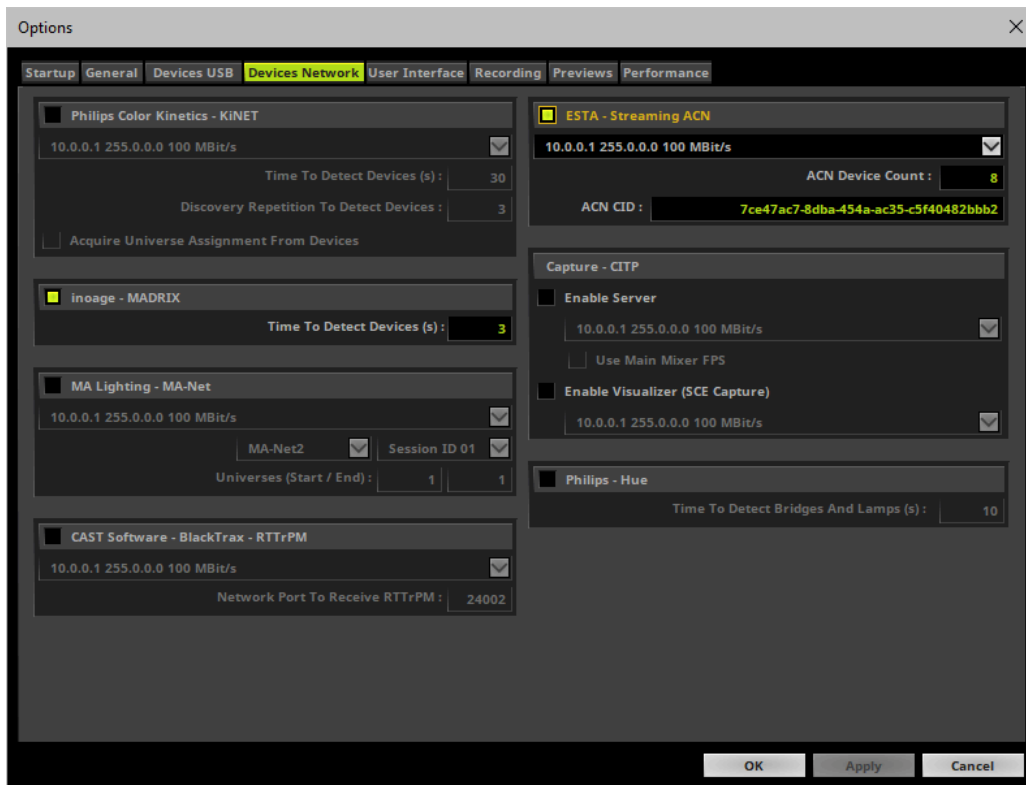 Options
Startup General Devices USB Devices Network User Interface Recording Previews Performance
Philips Color Kinetics - KiNET
10.0.0.1 255.0.0.0 100 MBit/s
Time To Detect Devices (s) : 30
Discovery Repetition To Detect Devices : 3
Acquire Universe Assignment From Devices
inoage - MADRIX
Time To Detect Devices (s) : 3
MA Lighting - MA-Net
10.0.0.1 255.0.0.0 100 MBit/s
MA-Net2 Session ID 01
Universes (Start / End) : 1 1
CAST Software - BlackTrax - RTTrPM
10.0.0.1 255.0.0.0 100 MBit/s
Network Port To Receive RTTrPM : 24002
ESTA - Streaming ACN
10.0.0.1 255.0.0.0 100 MBit/s
ACN Device Count : 8
ACN CID : 7ce47ac7-8dba-454a-ac35-c5f40482bbb2
Capture - CITP
Enable Server
10.0.0.1 255.0.0.0 100 MBit/s
Use Main Mixer FPS
Enable Visualizer (SCE Capture)
10.0.0.1 255.0.0.0 100 MBit/s
Philips - Hue
Time To Detect Bridges And Lamps (s) : 10
OK Apply Cancel